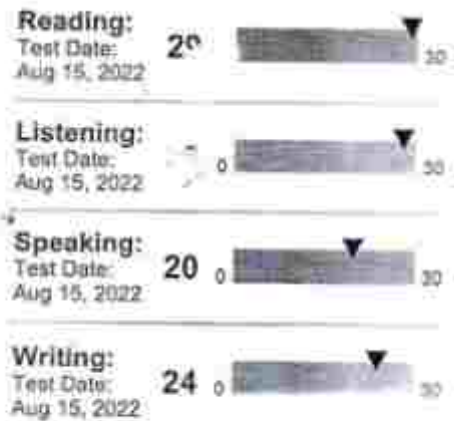 Reading:
Test Date:
Aug 15, 2022
30
Listening:
Test Date:
Aug 15, 2022
0
30
Speaking:
Test Date:
Aug 15, 2022
20
0
30
Writing:
Test Date:
Aug 15, 2022
24
0
30